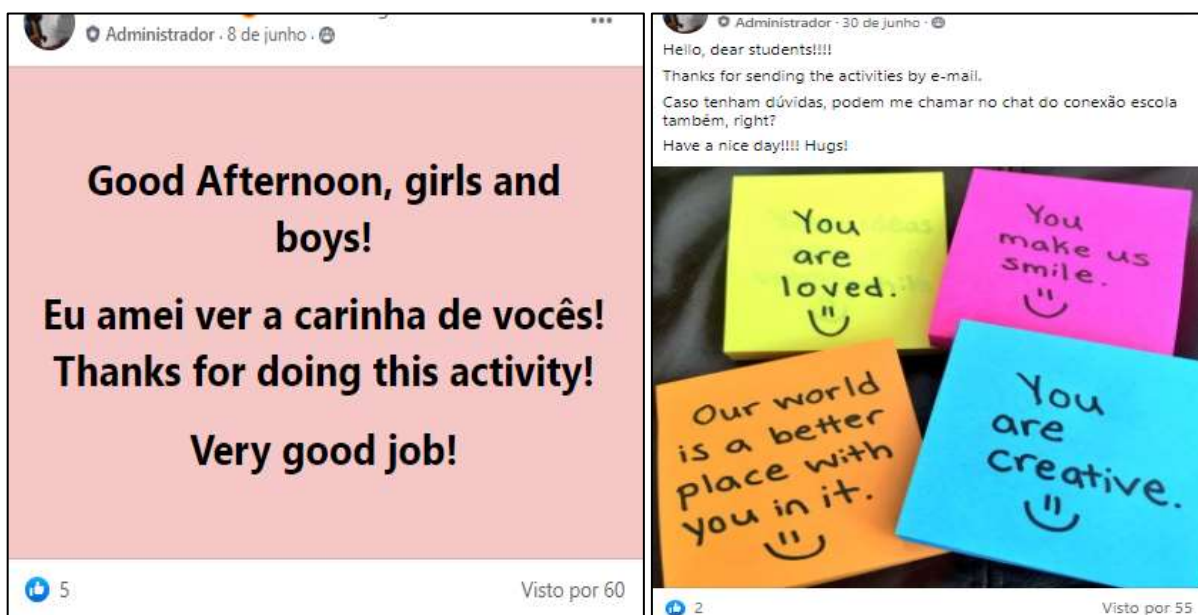 Administrador · 8 de junho ·
Good Afternoon, girls and
boys!
Eu amei ver a carinha de vocês!
Thanks for doing this activity!
Very good job!
5
Visto por 60
Administrador · 30 de junho ·
Hello, dear students!!!!
Thanks for sending the activities by e-mail.
Caso tenham dúvidas, podem me chamar no chat do conexão escola
também, right?
Have a nice day!!!! Hugs!
You
are
loved.
You
make us
smile.
Our world
is a better
place with
you in it.
You
are
creative.
2
Visto por 55